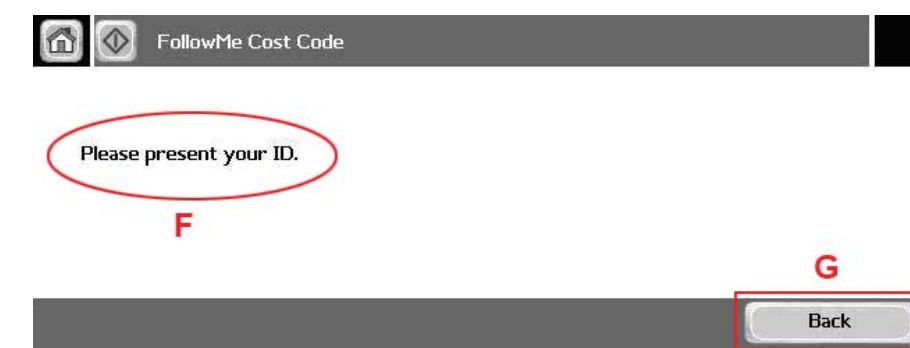 FollowMe Cost Code
Please present your ID.
F
G
Back